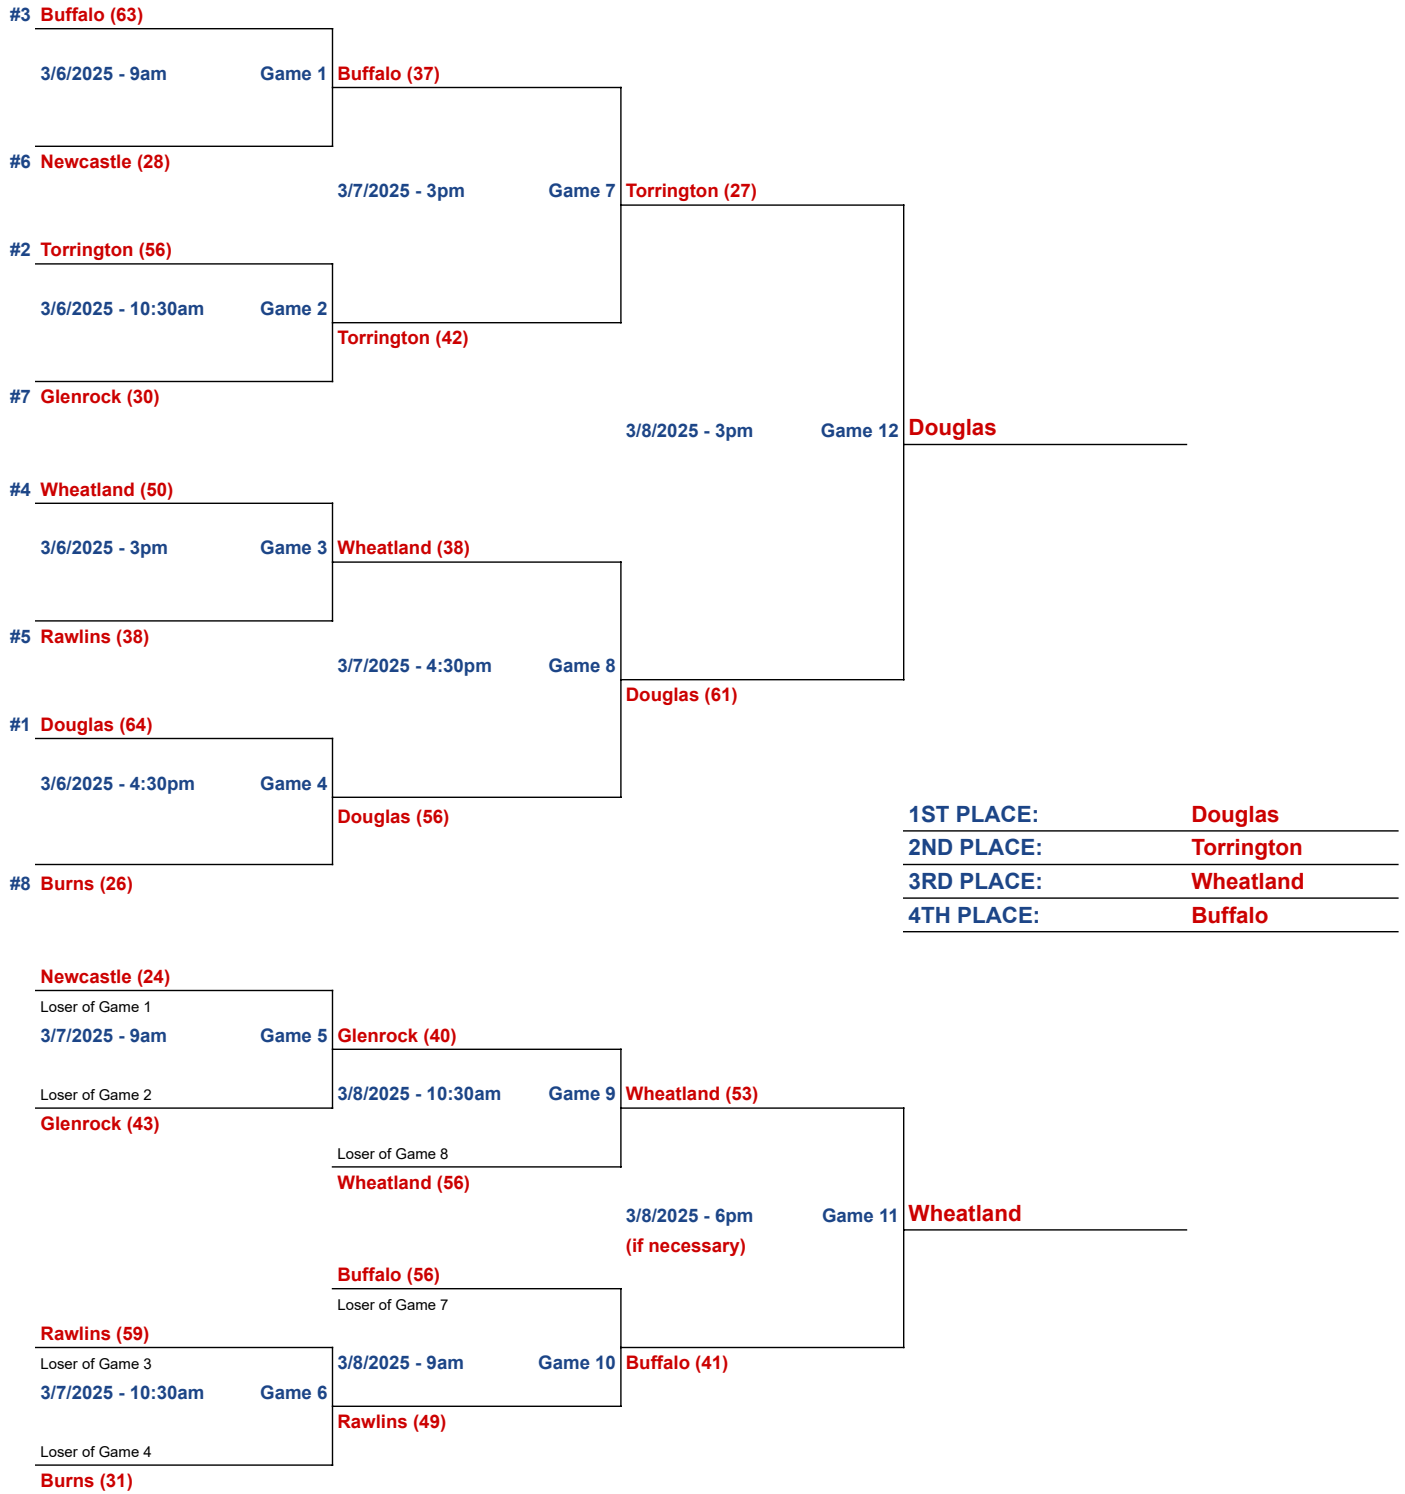 #3 Buffalo (63)
3/6/2025 - 9am Game 1 Buffalo (37)
#6 Newcastle (28)
3/7/2025 - 3pm Game 7 Torrington (27)
#2 Torrington (56)
3/6/2025 - 10:30am Game 2
Torrington (42)
#7 Glenrock (30)
3/8/2025 - 3pm Game 12 Douglas
#4 Wheatland (50)
3/6/2025 - 3pm Game 3 Wheatland (38)
#5 Rawlins (38)
3/7/2025 - 4:30pm Game 8
Douglas (61)
#1 Douglas (64)
3/6/2025 - 4:30pm Game 4
Douglas (56)
1ST PLACE: Douglas
2ND PLACE: Torrington
3RD PLACE: Wheatland
4TH PLACE: Buffalo
#8 Burns (26)
Newcastle (24)
Loser of Game 1
3/7/2025 - 9am Game 5 Glenrock (40)
Loser of Game 2
3/8/2025 - 10:30am Game 9 Wheatland (53)
Glenrock (43)
Loser of Game 8
Wheatland (56)
3/8/2025 - 6pm Game 11 Wheatland
(if necessary)
Buffalo (56)
Loser of Game 7
Rawlins (59)
Loser of Game 3
3/8/2025 - 9am Game 10 Buffalo (41)
3/7/2025 - 10:30am Game 6
Rawlins (49)
Loser of Game 4
Burns (31)